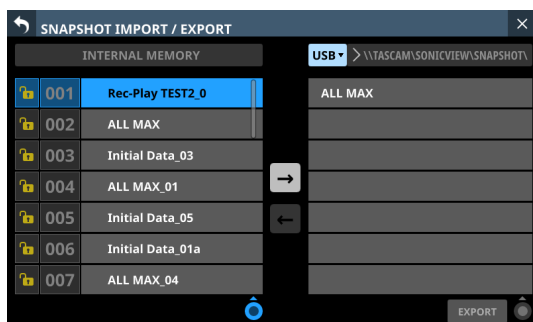 SNAPSHOT IMPORT / EXPORT
INTERNAL MEMORY
USB \\TASCAM\SONICVIEW\SNAPSHOT\
001 Rec-Play TEST2_0
002 ALL MAX
003 Initial Data_03
004 ALL MAX_01
005 Initial Data_05
006 Initial Data_01a
007 ALL MAX_04
ALL MAX
EXPORT